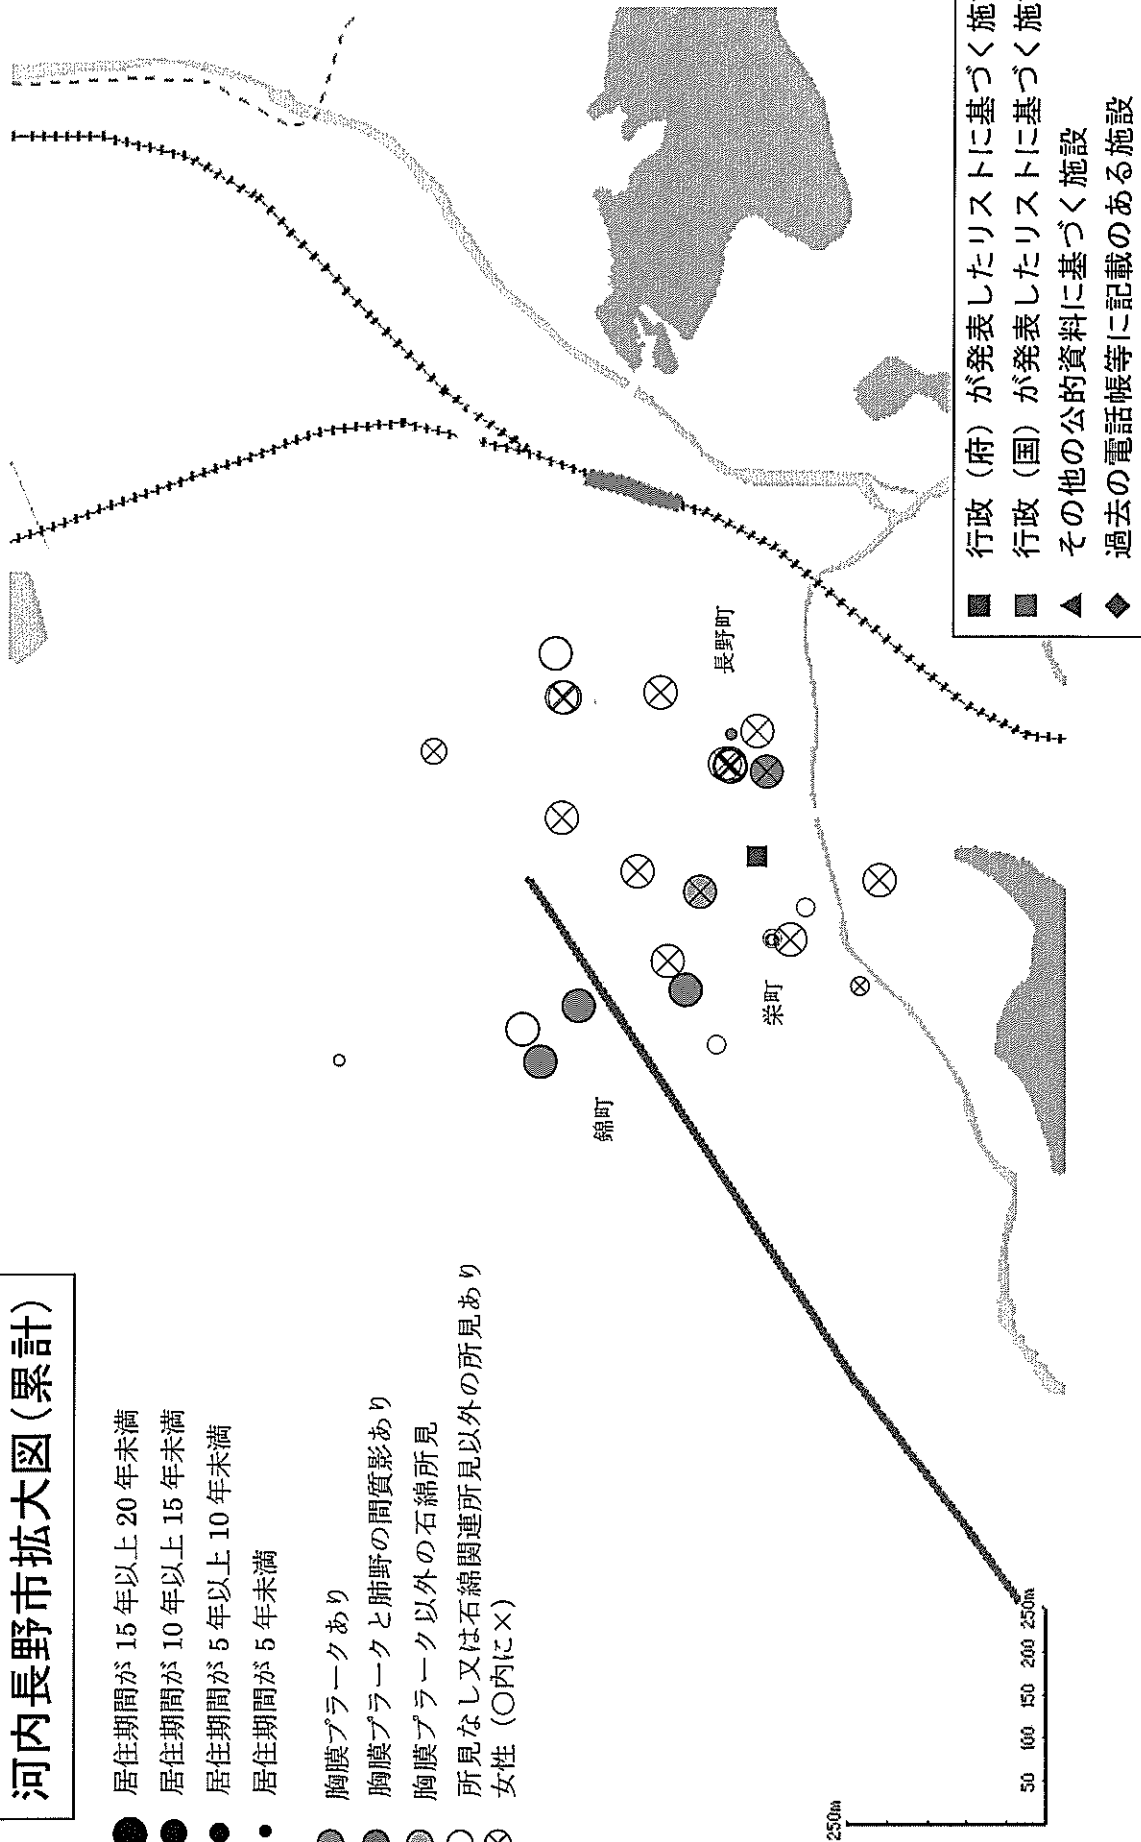 河内長野市拡大図(累計)
居住期間が 15 年以上 20 年未満
居住期間が 10 年以上 15 年未満
居住期間が 5 年以上 10 年未満
居住期間が 5 年未満
胸膜プラークあり
胸膜プラークと肺野の間質影あり
胸膜プラーク以外の石綿所見
所見なし又は石綿関連所見以外の所見あり
女性(○内に×)
錦町
栄町
長野町
250m
50 100 150 200 250m
行政(府)が発表したリストに基づく施
行政(国)が発表したリストに基づく施
その他の公的資料に基づく施設
過去の電話帳等に記載のある施設